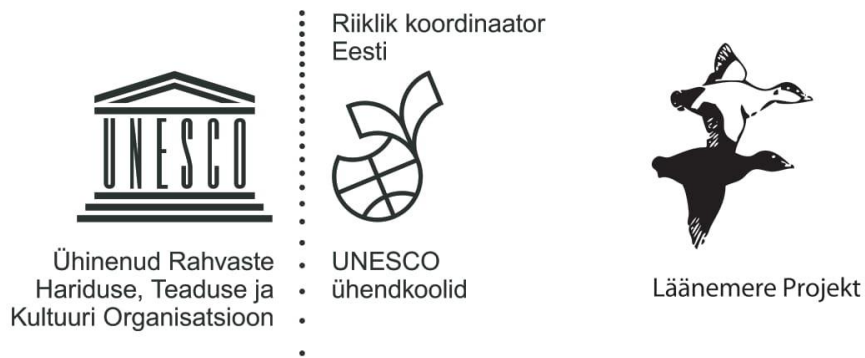 UNESCO
Ühinenud Rahvaste
Hariduse, Teaduse ja
Kultuuri Organisatsioon
Riiklik koordinaator
Eesti
UNESCO
ühendkoolid
Läänemere Projekt